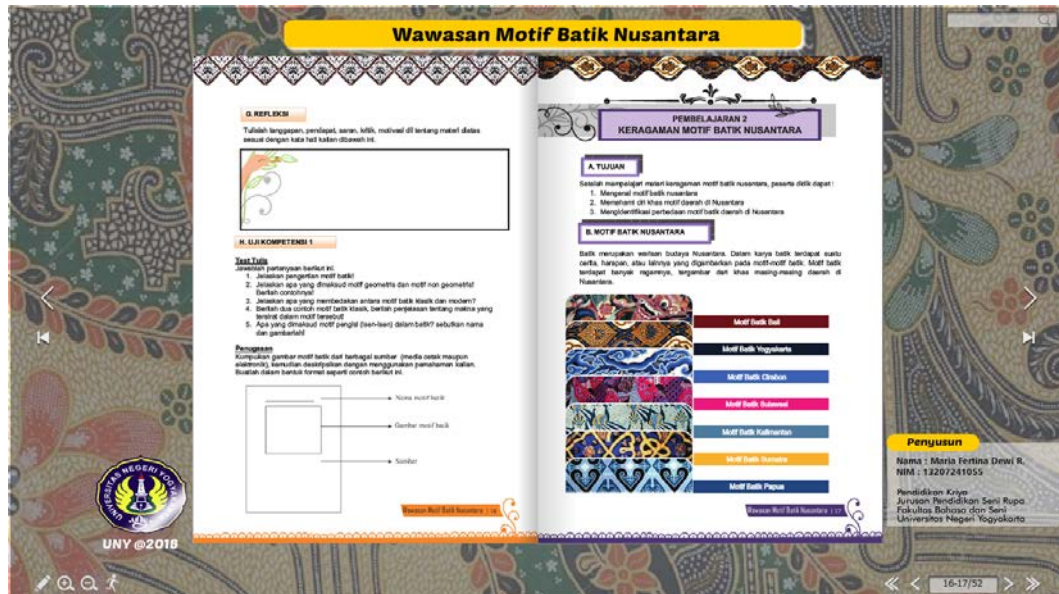 Wawasan Motif Batik Nusantara
G. REFLEKSI
Tulislah tanggapan, pendapat, saran, kritik, motivasi dll tentang materi diatas
sesuai dengan kata hati kalian dibawah ini.
H. UJI KOMPETENSI 1
Test Tulis
Jawablah pertanyaan berikut ini.
1. Jelaskan pengertian motif batik!
2. Jelaskan apa yang dimaksud motif geometris dan motif non geometris!
Berilah contohnya!
3. Jelaskan apa yang membedakan antara motif batik klasik dan modern?
4. Berilah dua contoh motif batik klasik, berilah penjelasan tentang makna yang
tersirat dalam motif tersebut!
5. Apa yang dimaksud motif pengisi (isen-isen) dalam batik? sebutkan nama
dan gambarlah!
Penugasan
Kumpulkan gambar motif batik dari berbagai sumber (media cetak maupun
elektronik), kemudian deskripsikan dengan menggunakan pemahaman kalian.
Buatlah dalam bentuk format seperti contoh berikut ini.
Nama motif batik
Gambar motif batik
Sumber
Wawasan Motif Batik Nusantara | 16
PEMBELAJARAN 2
KERAGAMAN MOTIF BATIK NUSANTARA
A. TUJUAN
Setelah mempelajari materi keragaman motif batik nusantara, peserta didik dapat :
1. Mengenal motif batik nusantara
2. Memahami ciri khas motif daerah di Nusantara
3. Mengidentifikasi perbedaan motif batik daerah di Nusantara
B. MOTIF BATIK NUSANTARA
Batik merupakan warisan budaya Nusantara. Dalam karya batik terdapat suatu
cerita, harapan, atau lainnya yang digambarkan pada motif-motif batik. Motif batik
terdapat banyak ragamnya, tergambar dari khas masing-masing daerah di
Nusantara.
Motif Batik Bali
Motif Batik Yogyakarta
Motif Batik Cirebon
Motif Batik Sulawesi
Motif Batik Kalimantan
Motif Batik Sumatra
Motif Batik Papua
Wawasan Motif Batik Nusantara | 17
Penyusun
Nama : Maria Fertina Dewi R.
NIM : 13207241055
Pendidikan Kriya
Jurusan Pendidikan Seni Rupa
Fakultas Bahasa dan Seni
Universitas Negeri Yogyakarta
UNIVERSITAS NEGERI YOGYAKARTA
UNY @2018
16-17/52